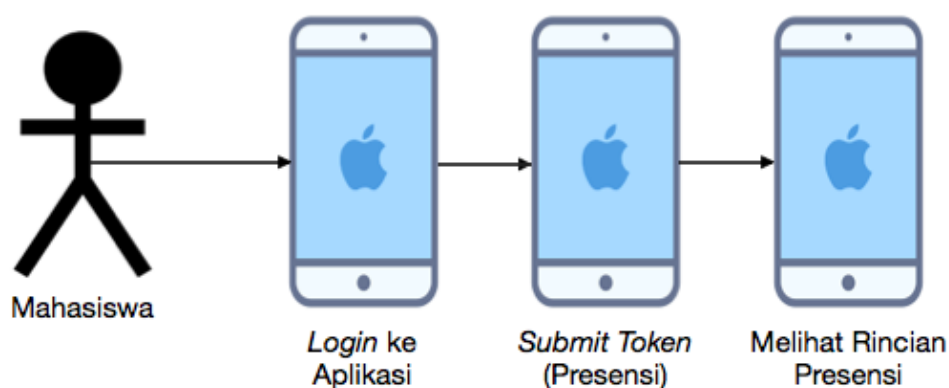 Mahasiswa
Login ke
Aplikasi
Submit Token
(Presensi)
Melihat Rincian
Presensi